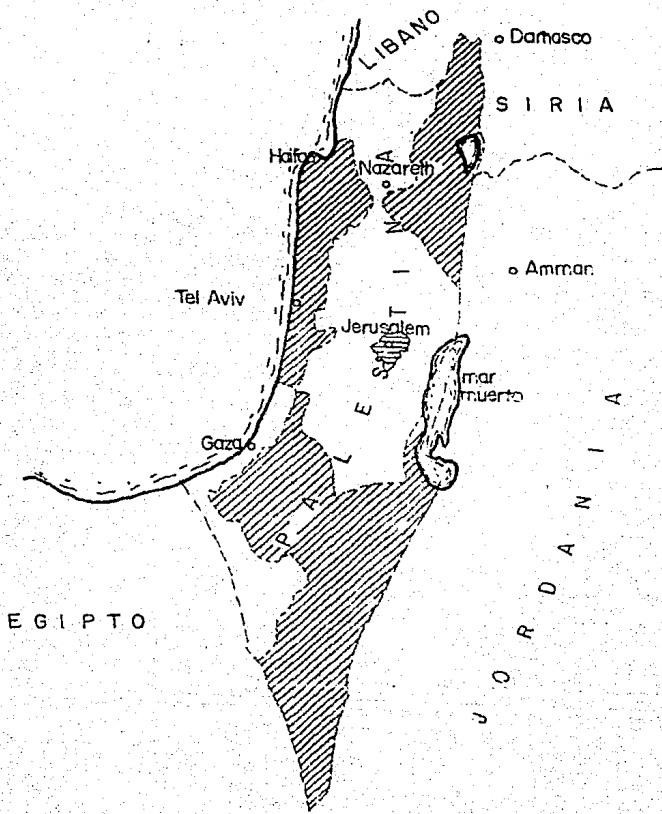 LIBANO
Damasco
SIRIA
Haifa
Nazareth
Amman
Tel Aviv
Jerusalem
mar
muerto
Gaza
PALESTINA
EGIPTO
JORDANIA